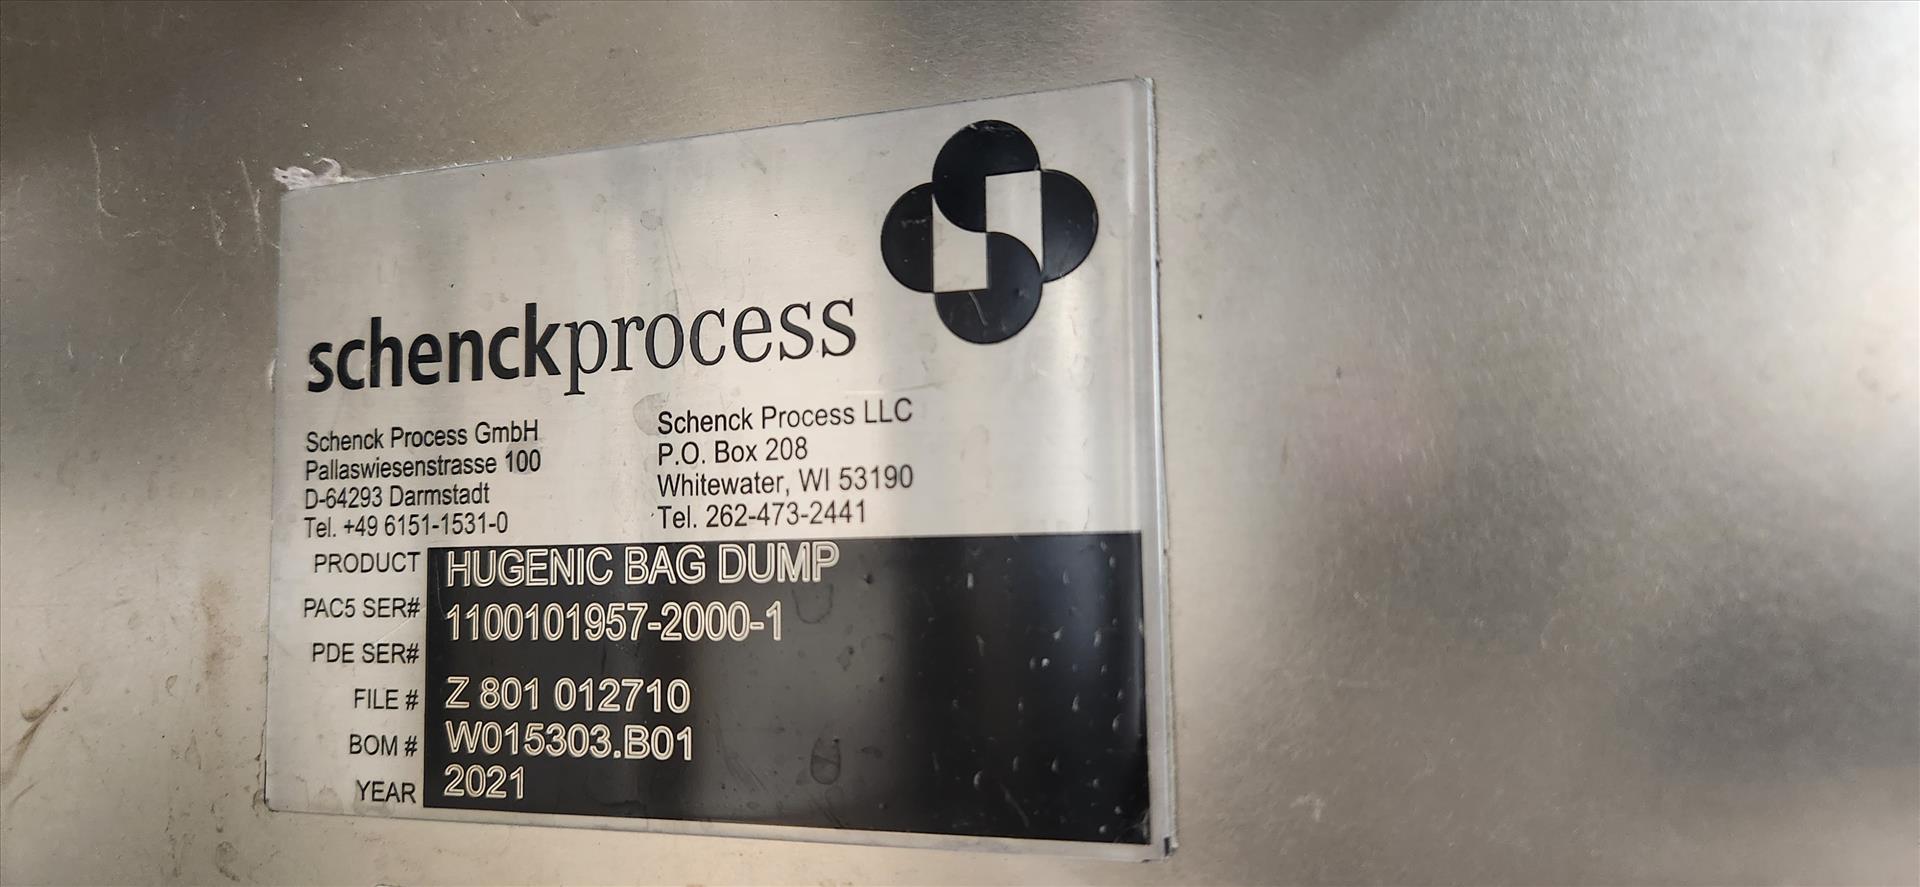 schenckprocess
Schenck Process GmbH
Pallaswiesenstrasse 100
D-64293 Darmstadt
Tel. +49 6151-1531-0
Schenck Process LLC
P.O. Box 208
Whitewater, WI 53190
Tel. 262-473-2441
PRODUCT HUGENIC BAG DUMP
PAC5 SER# 1100101957-2000-1
PDE SER#
FILE # Z 801 012710
BOM # W015303.B01
YEAR 2021